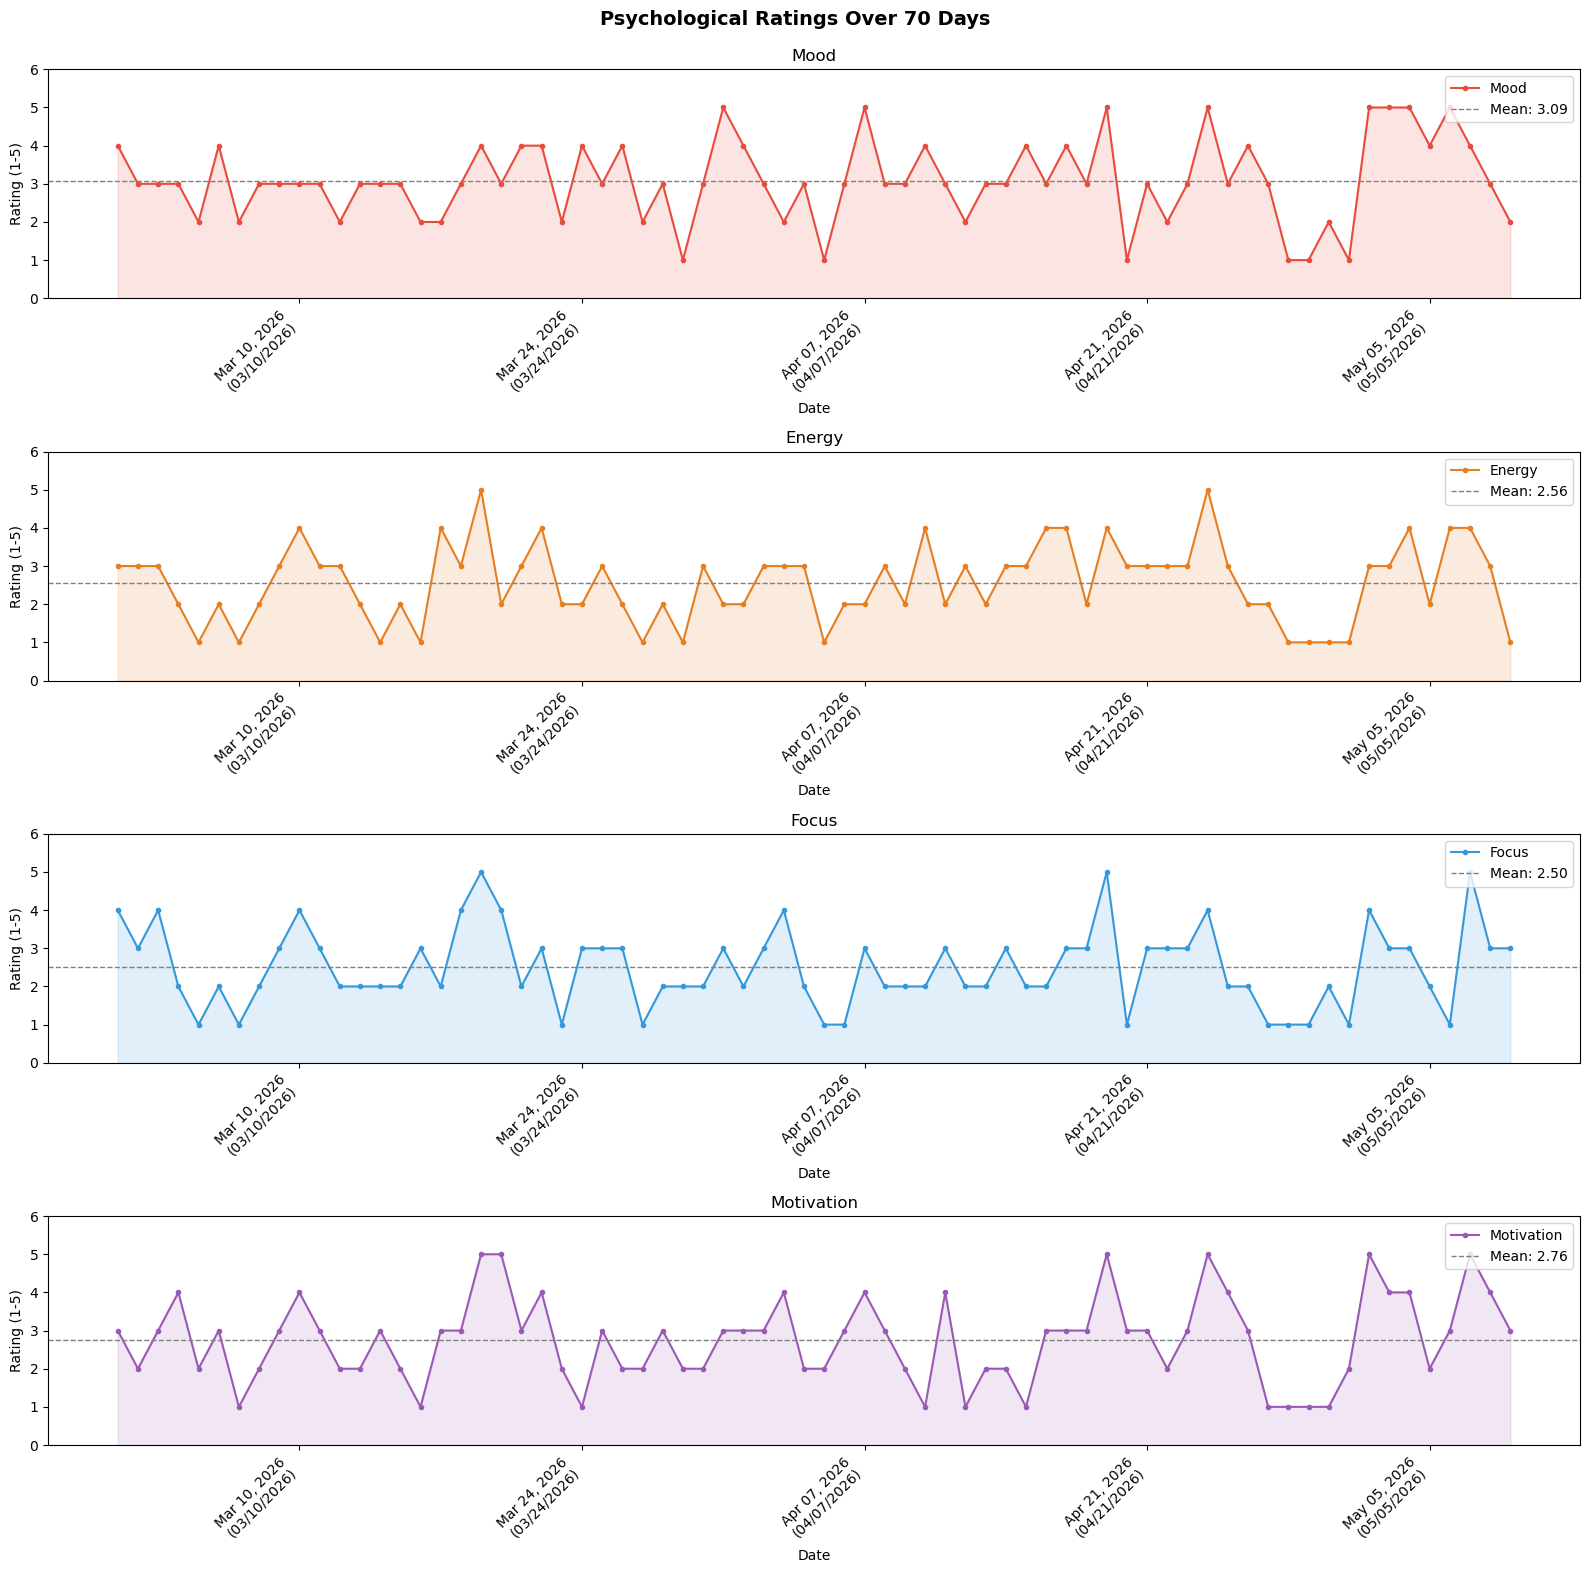 Psychological Ratings Over 70 Days
Mood
Rating (1-5)
6
5
4
3
2
1
0
Mood
Mean: 3.09
Mar 10, 2026
(03/10/2026)
Mar 24, 2026
(03/24/2026)
Apr 07, 2026
(04/07/2026)
Apr 21, 2026
(04/21/2026)
May 05, 2026
(05/05/2026)
Date
Energy
Rating (1-5)
6
5
4
3
2
1
0
Energy
Mean: 2.56
Mar 10, 2026
(03/10/2026)
Mar 24, 2026
(03/24/2026)
Apr 07, 2026
(04/07/2026)
Apr 21, 2026
(04/21/2026)
May 05, 2026
(05/05/2026)
Date
Focus
Rating (1-5)
6
5
4
3
2
1
0
Focus
Mean: 2.50
Mar 10, 2026
(03/10/2026)
Mar 24, 2026
(03/24/2026)
Apr 07, 2026
(04/07/2026)
Apr 21, 2026
(04/21/2026)
May 05, 2026
(05/05/2026)
Date
Motivation
Rating (1-5)
6
5
4
3
2
1
0
Motivation
Mean: 2.76
Mar 10, 2026
(03/10/2026)
Mar 24, 2026
(03/24/2026)
Apr 07, 2026
(04/07/2026)
Apr 21, 2026
(04/21/2026)
May 05, 2026
(05/05/2026)
Date